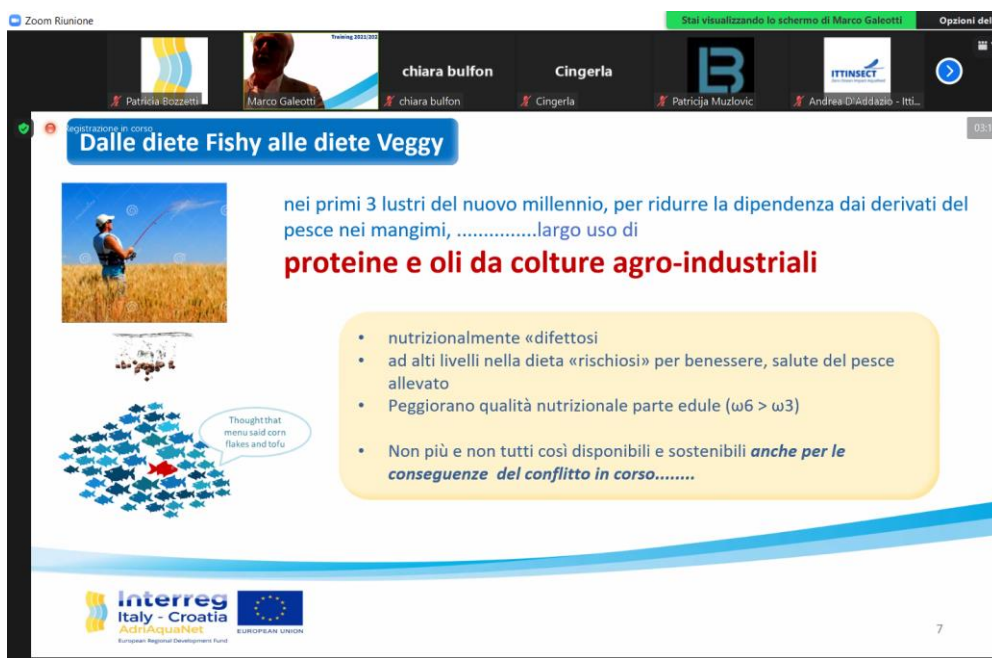 Zoom Riunione
Stai visualizzando lo schermo di Marco Galeotti
Opzioni del
Training 2021/202
chiara bulfon
Cingerla
ITTINSECT
Patricia Bozzetti
Marco Galeotti
chiara bulfon
Cingerla
Patricija Muzlovic
Andrea D'Addazio - Itti...
Registrazione in corso
03:1
Dalle diete Fishy alle diete Veggy
nei primi 3 lustri del nuovo millennio, per ridurre la dipendenza dai derivati del
pesce nei mangimi, ...............largo uso di
proteine e oli da colture agro-industriali
• nutrizionalmente «difettosi
• ad alti livelli nella dieta «rischiosi» per benessere, salute del pesce
allevato
• Peggiorano qualità nutrizionale parte edule (ω6 > ω3)
• Non più e non tutti così disponibili e sostenibili anche per le
conseguenze del conflitto in corso........
Thought that
menu said corn
flakes and tofu
Interreg
Italy - Croatia
AdriAquaNet
European Regional Development Fund
EUROPEAN UNION
7